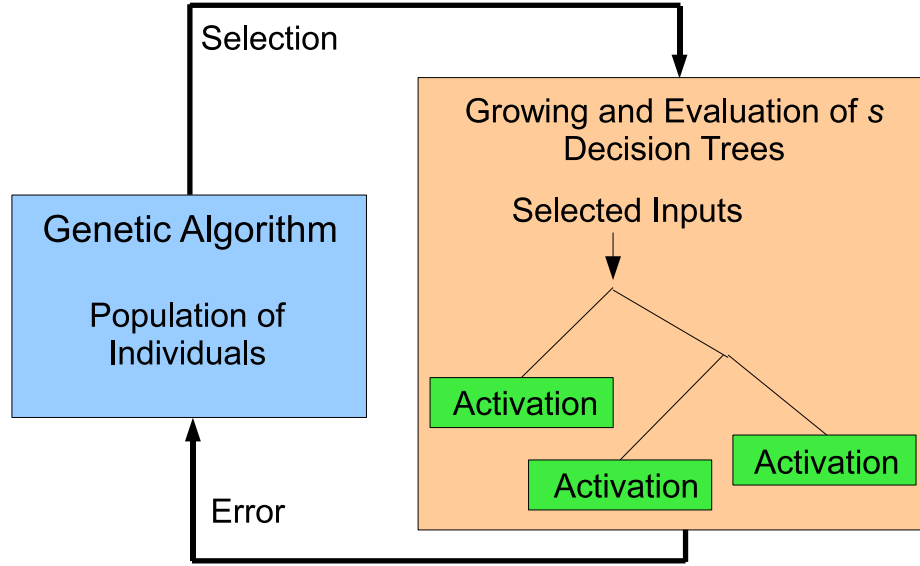 Selection
Growing and Evaluation of s
Decision Trees
Selected Inputs
Genetic Algorithm
Population of
Individuals
Activation
Activation
Activation
Error